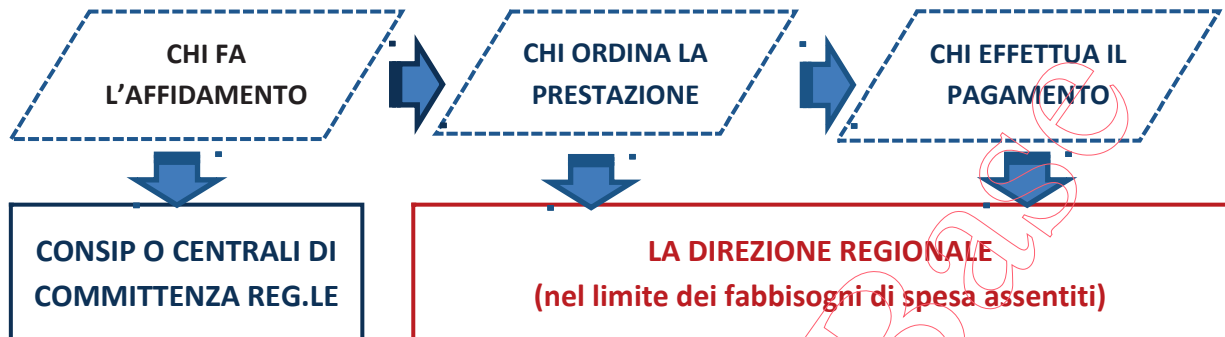 CHI FA
L'AFFIDAMENTO
CHI ORDINA LA
PRESTAZIONE
CHI EFFETTUA IL
PAGAMENTO
CONSIP O CENTRALI DI
COMMITTENZA REG.LE
LA DIREZIONE REGIONALE
(nel limite dei fabbisogni di spesa assentiti)
Base